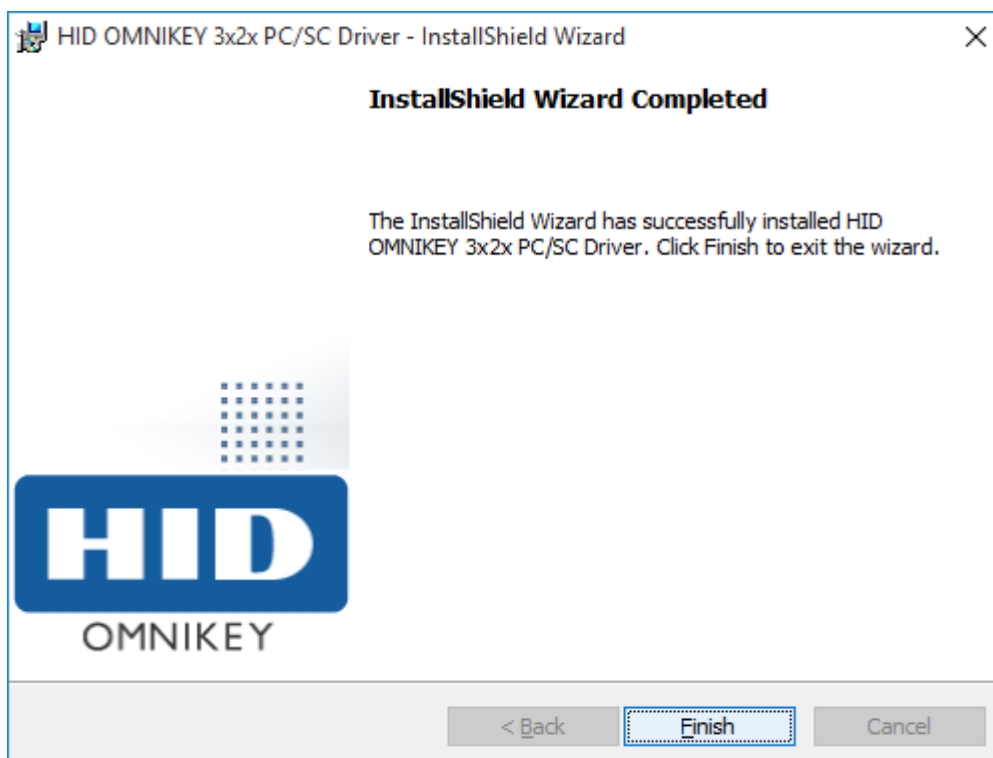 HID OMNIKEY 3x2x PC/SC Driver - InstallShield Wizard
InstallShield Wizard Completed
The InstallShield Wizard has successfully installed HID
OMNIKEY 3x2x PC/SC Driver. Click Finish to exit the wizard.
HID
OMNIKEY
< Back
Finish
Cancel